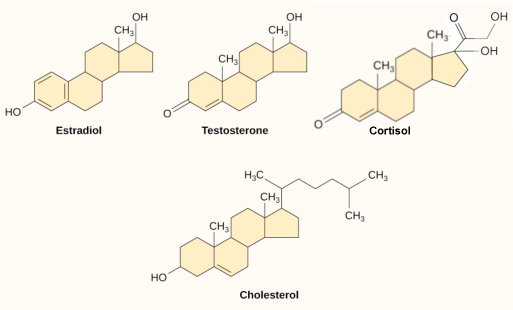 OH
CH3
HO
Estradiol
OH
CH3
CH3
O
Testosterone
O
OH
CH3
OH
CH3
O
Cortisol
H3C
CH3
CH3
CH3
CH3
HO
Cholesterol